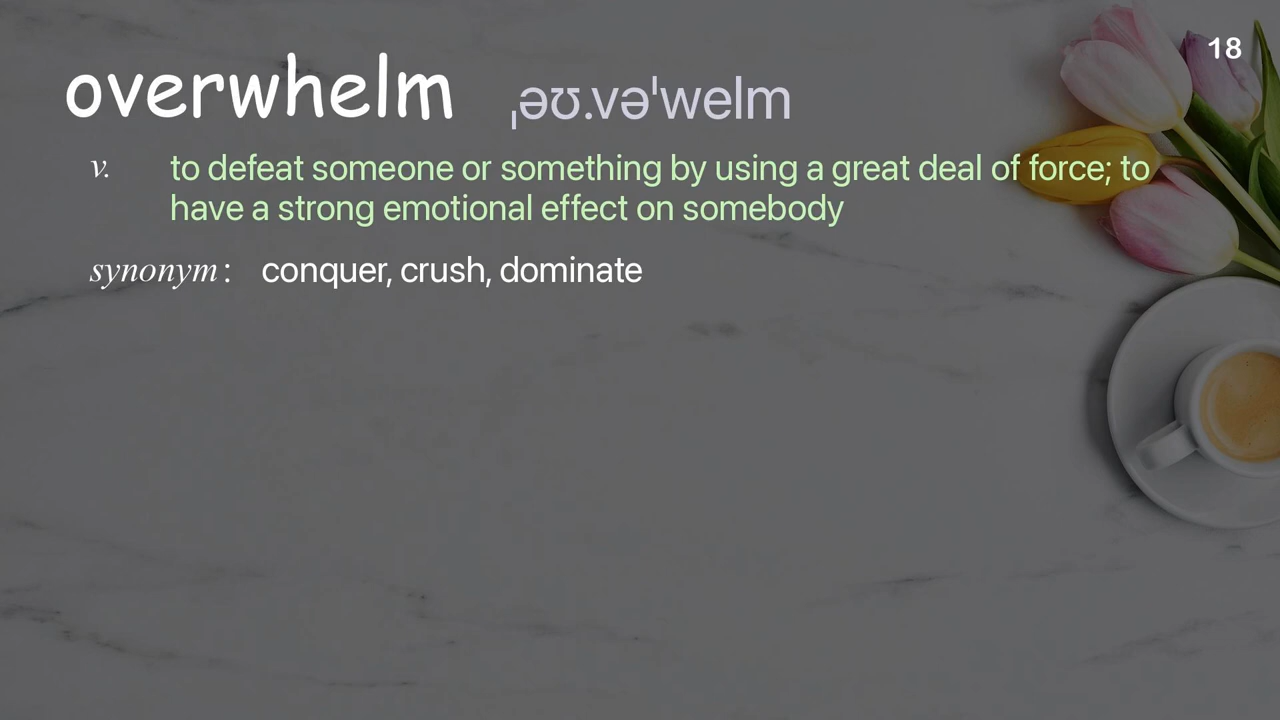 18
overwhelm ˌəʊ.vəˈwelm
v. to defeat someone or something by using a great deal of force; to
have a strong emotional effect on somebody
synonym: conquer, crush, dominate